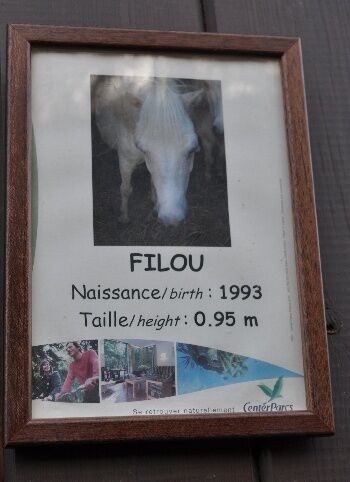 FILOU
Naissance/birth : 1993
Taille/height : 0.95 m
Se retrouver naturellement
CenterParcs